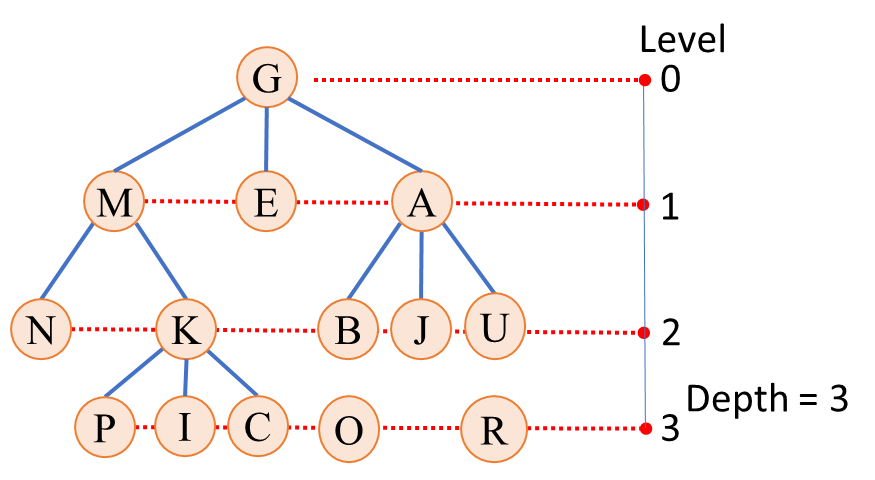 Level
G 0
M E A 1
N K B J U 2
Depth = 3
P I C O R 3